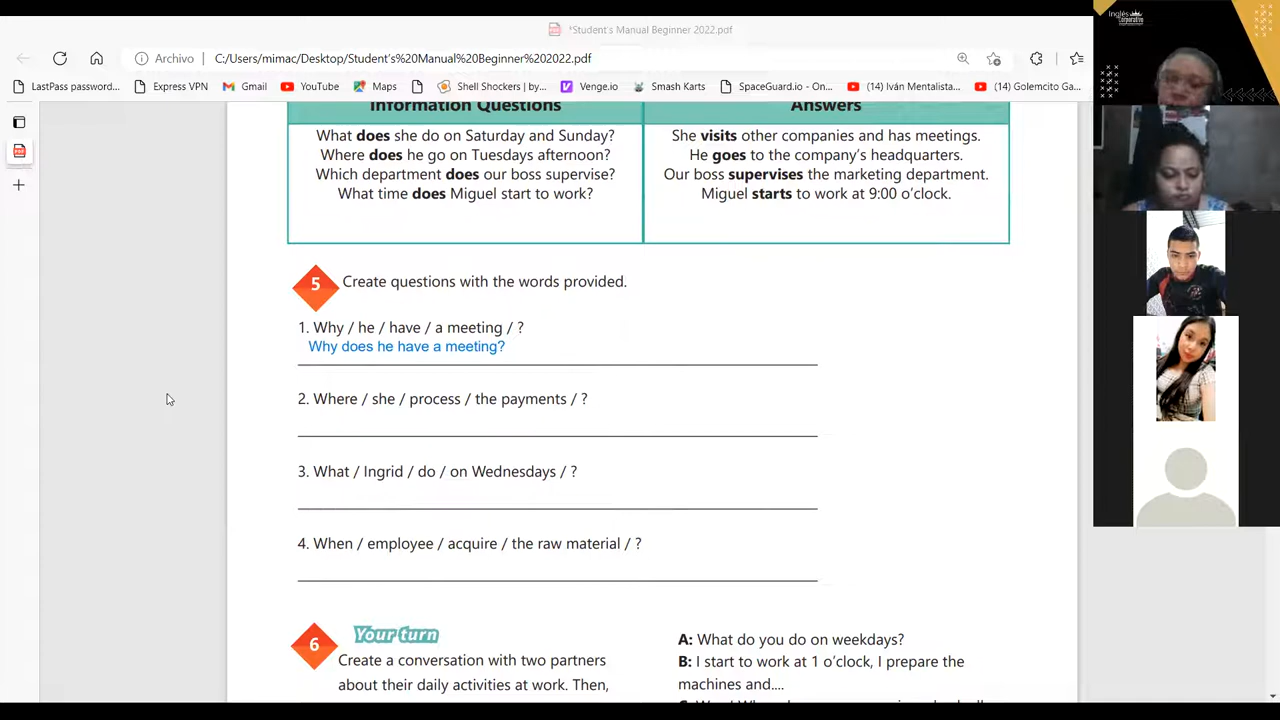 *Student's Manual Beginner 2022.pdf
Archivo C:/Users/mimac/Desktop/Student's%20Manual%20Beginner%202022.pdf
LastPass password... Express VPN Gmail YouTube Maps Shell Shockers | by... Venge.io Smash Karts SpaceGuard.io - On... (14) Iván Mentalista... (14) Golemcito Ga...
Inglés
Corporativo
Information Questions Answers
What does she do on Saturday and Sunday? She visits other companies and has meetings.
Where does he go on Tuesdays afternoon? He goes to the company's headquarters.
Which department does our boss supervise? Our boss supervises the marketing department.
What time does Miguel start to work? Miguel starts to work at 9:00 o'clock.
5 Create questions with the words provided.
1. Why / he / have / a meeting / ?
Why does he have a meeting?
2. Where / she / process / the payments / ?
3. What / Ingrid / do / on Wednesdays / ?
4. When / employee / acquire / the raw material / ?
6 Your turn
Create a conversation with two partners
about their daily activities at work. Then,
A: What do you do on weekdays?
B: I start to work at 1 o'clock, I prepare the
machines and....